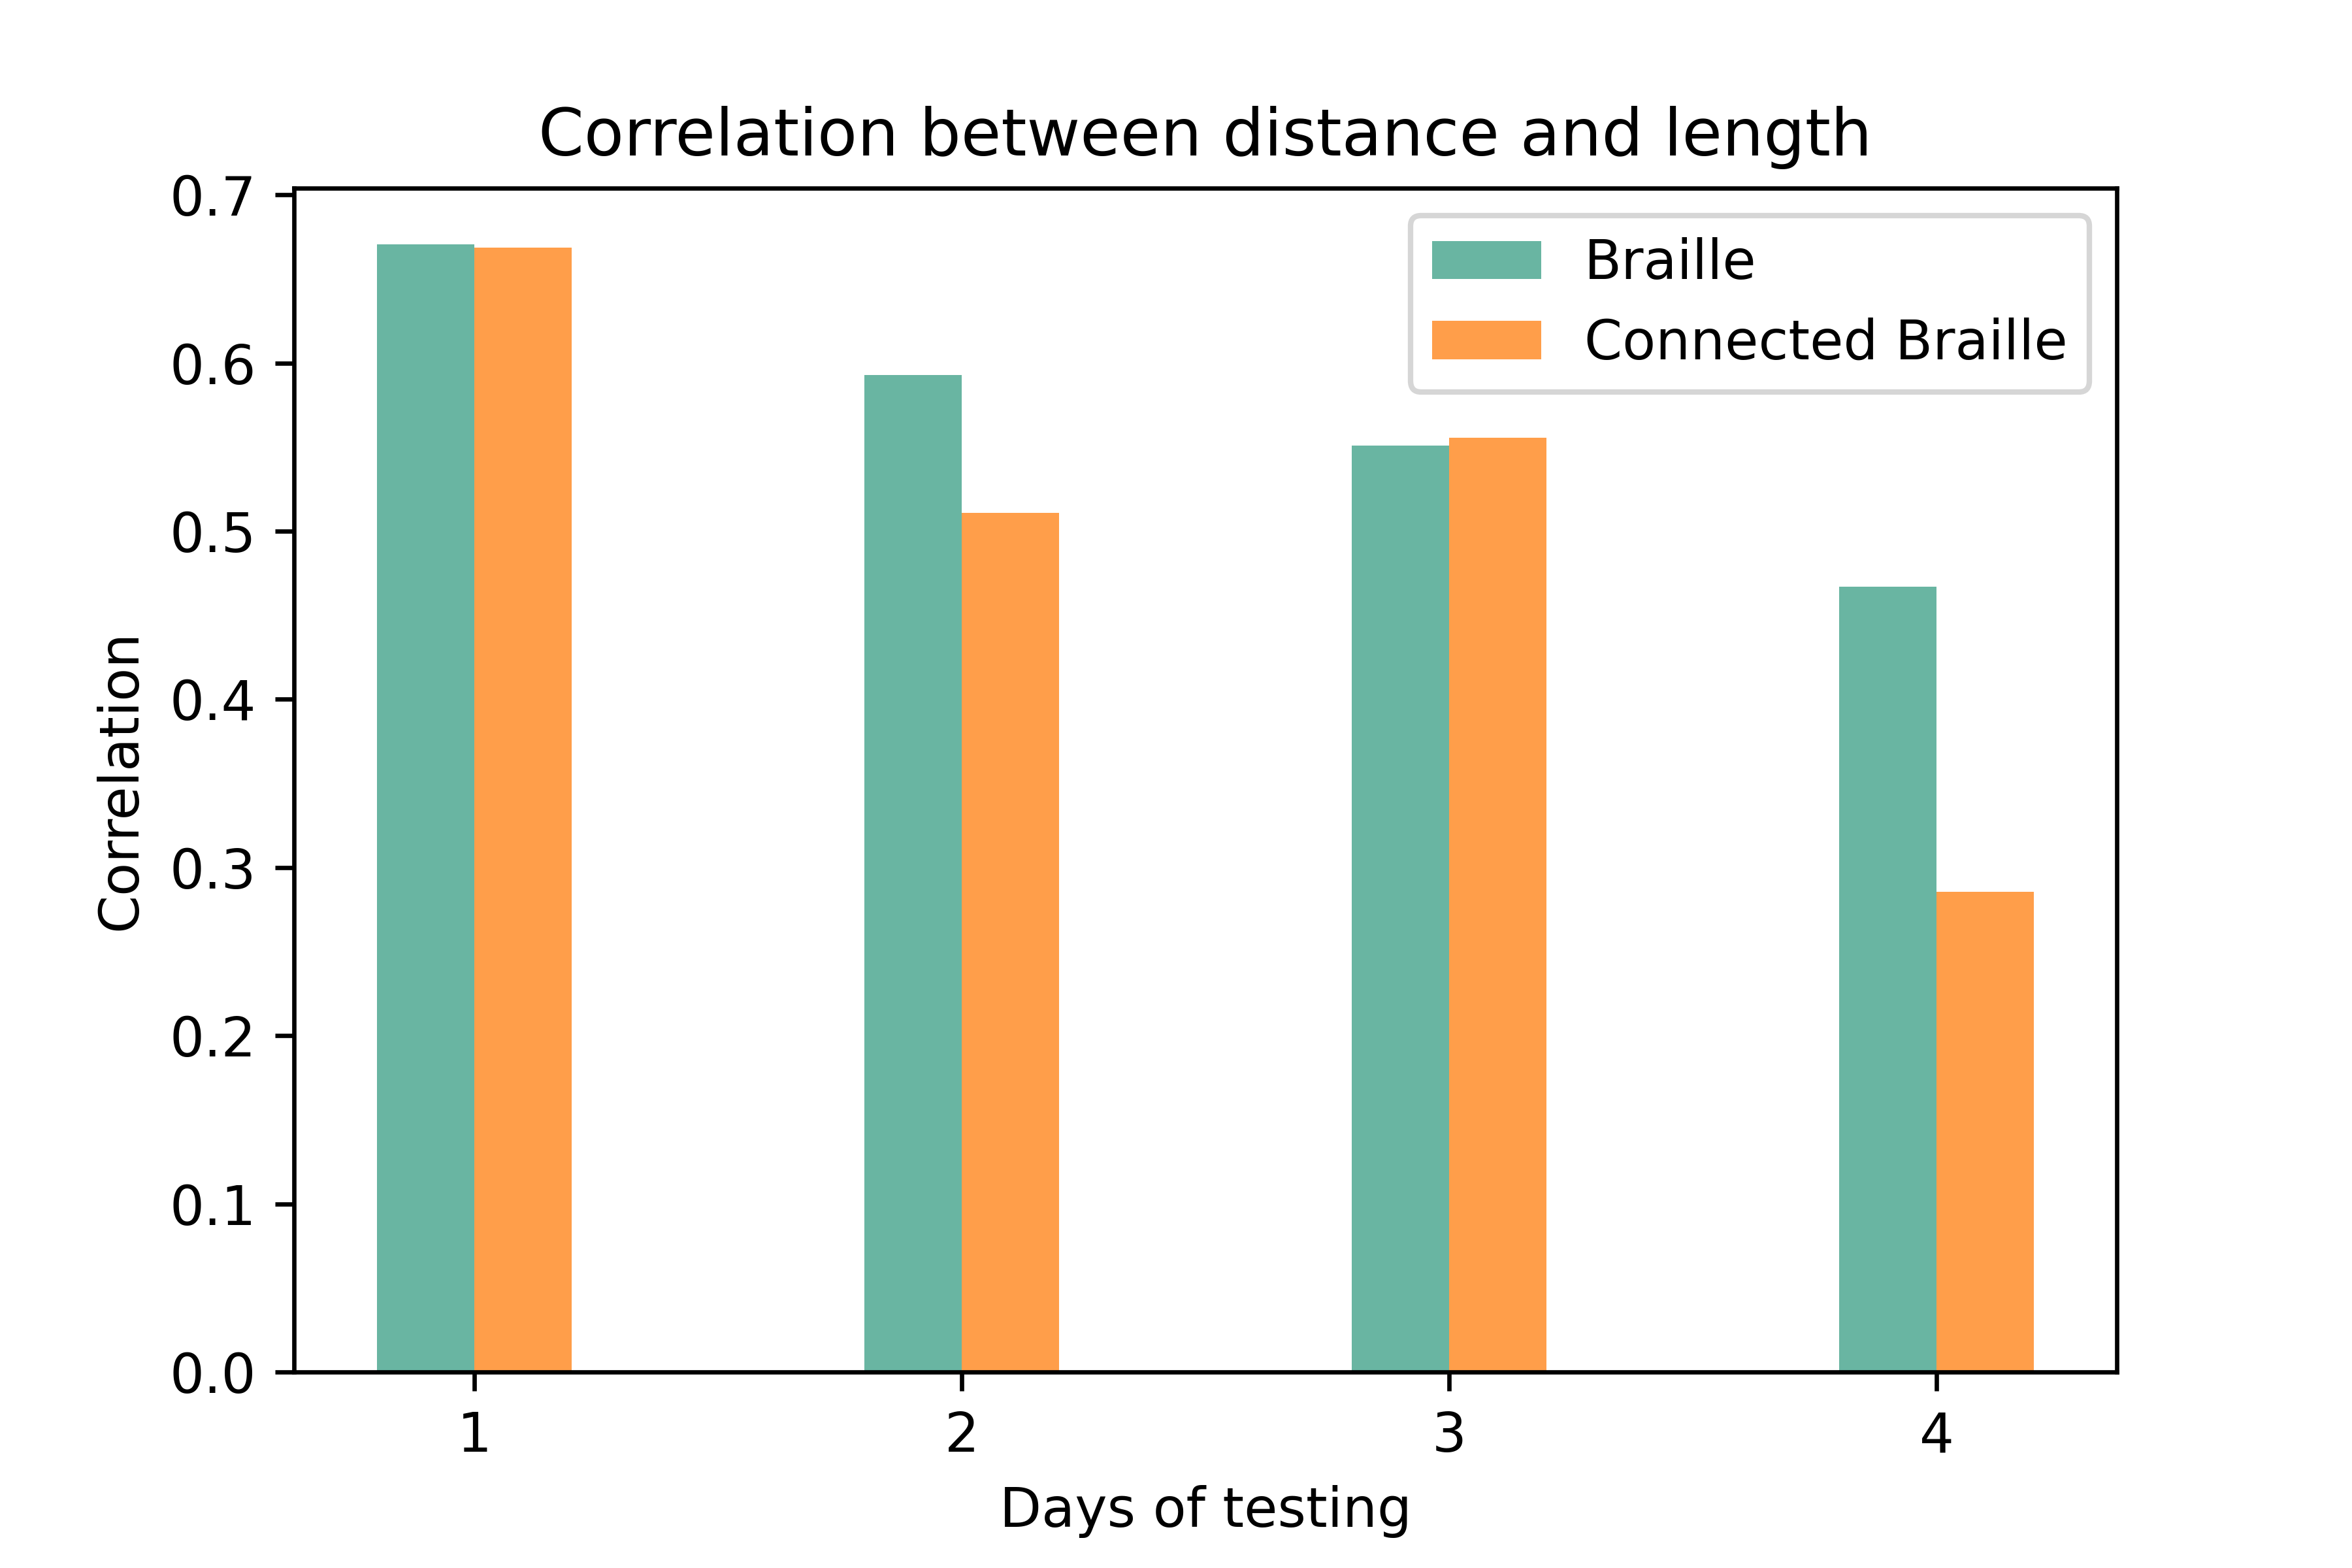 Correlation between distance and length
Braille
Connected Braille
0.7
0.6
0.5
0.4
0.3
0.2
0.1
0.0
Correlation
1 2 3 4
Days of testing